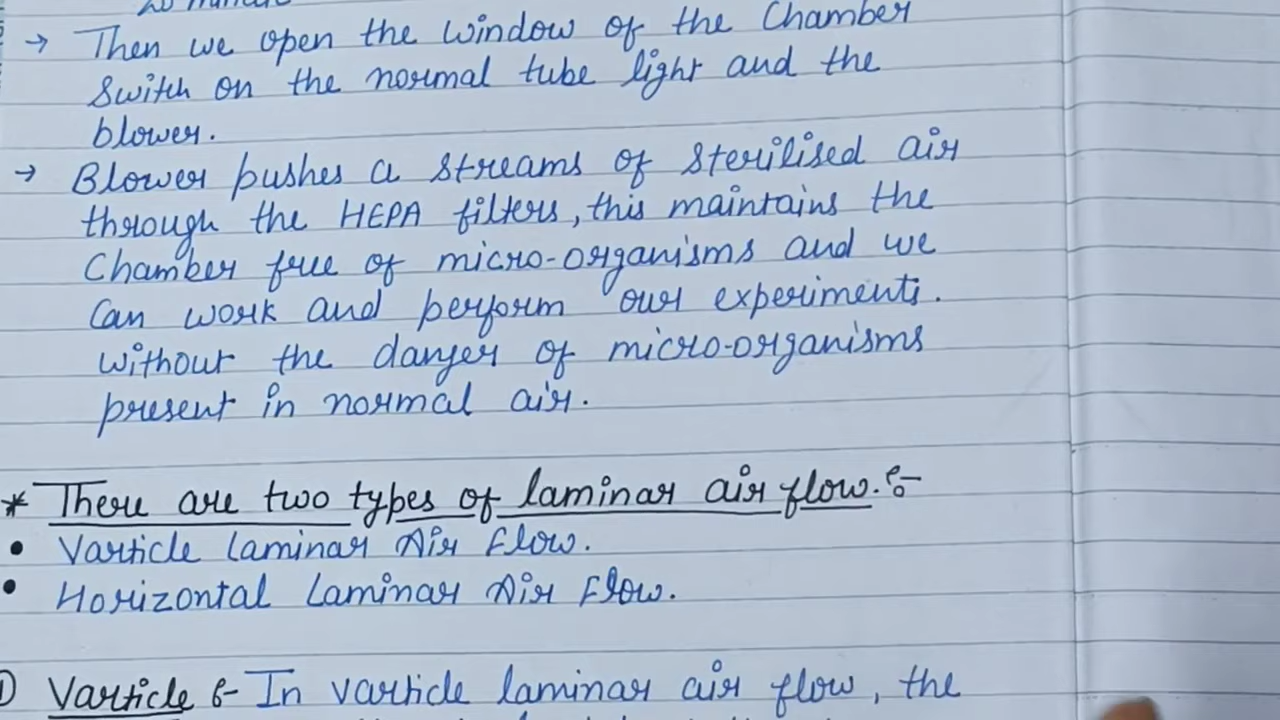 → Then we open the window of the Chamber
Switch on the normal tube light and the
blower.
→ Blower pushes a streams of sterilised air
through the HEPA filters, this maintains the
Chamber free of micro-organisms and we
Can work and perform our experiments.
without the danger of micro-organisms
present in normal air.
* There are two types of laminar air flow. :-
• Varticle Laminar Air Flow.
• Horizontal Laminar Air Flow.
Varticle :- In varticle laminar air flow, the